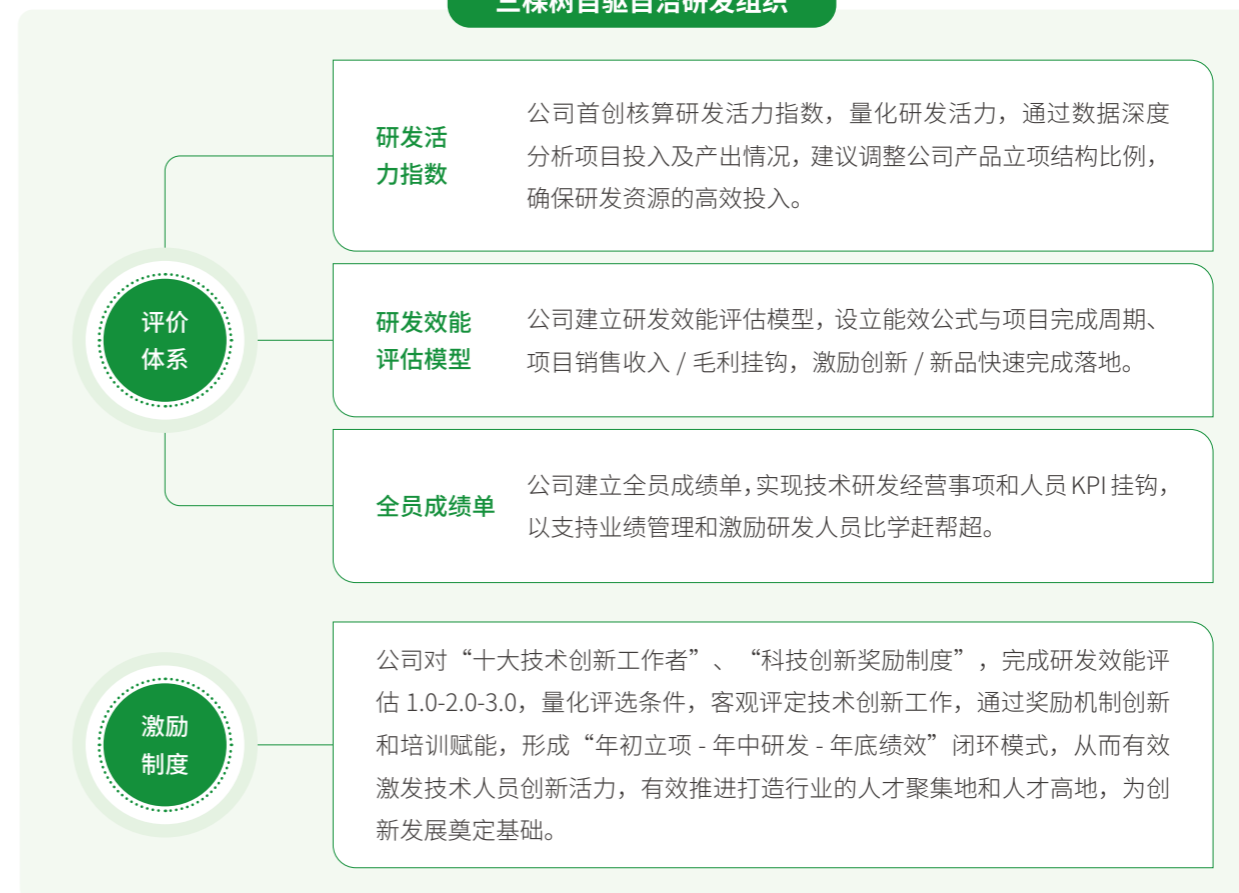 三棵树自驱自治研发组织
研发活
力指数
公司首创核算研发活力指数，量化研发活力，通过数据深度
分析项目投入及产出情况，建议调整公司产品立项结构比例，
确保研发资源的高效投入。
评价
体系
研发效能
评估模型
公司建立研发效能评估模型，设立能效公式与项目完成周期、
项目销售收入 / 毛利挂钩，激励创新 / 新品快速完成落地。
全员成绩单
公司建立全员成绩单，实现技术研发经营事项和人员 KPI 挂钩，
以支持业绩管理和激励研发人员比学赶帮超。
激励
制度
公司对“十大技术创新工作者”、“科技创新奖励制度”，完成研发效能评
估 1.0-2.0-3.0，量化评选条件，客观评定技术创新工作，通过奖励机制创新
和培训赋能，形成“年初立项 - 年中研发 - 年底绩效”闭环模式，从而有效
激发技术人员创新活力，有效推进打造行业的人才聚集地和人才高地，为创
新发展奠定基础。